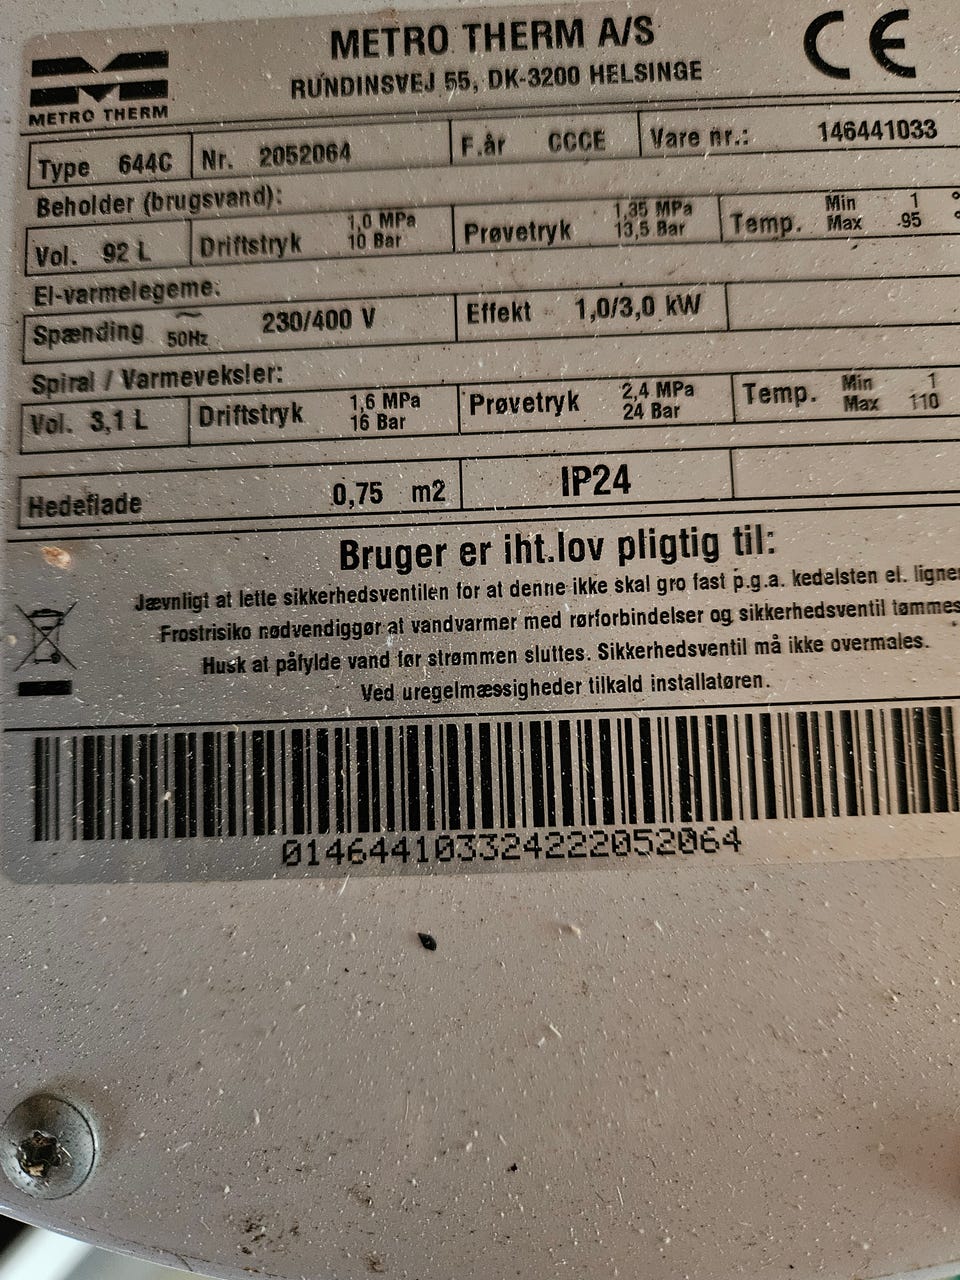 METRO THERM A/S
RUNDINSVEJ 55, DK-3200 HELSINGE
CE
METRO THERM
Type 644C Nr. 2052064 F.år CCCE Vare nr.: 146441033
Beholder (brugsvand):
Vol. 92 L Driftstryk 1,0 MPa 10 Bar Prøvetryk 1,35 MPa 13,5 Bar Temp. Min 1 ° Max 95 °
El-varmelegeme:
Spænding ~ 50Hz 230/400 V Effekt 1,0/3,0 kW
Spiral / Varmeveksler:
Vol. 3,1 L Driftstryk 1,6 MPa 16 Bar Prøvetryk 2,4 MPa 24 Bar Temp. Min 1 Max 110
Hedeflade 0,75 m2 IP24
Bruger er iht.lov pligtig til:
Jævnligt at lette sikkerhedsventilen for at denne ikke skal gro fast p.g.a. kedelsten el. ligner
Frostrisiko nødvendiggør at vandvarmer med rørforbindelser og sikkerhedsventil tømmes
Husk at påfylde vand før strømmen sluttes. Sikkerhedsventil må ikke overmales.
Ved uregelmæssigheder tilkald installatøren.
0146441033242222052064